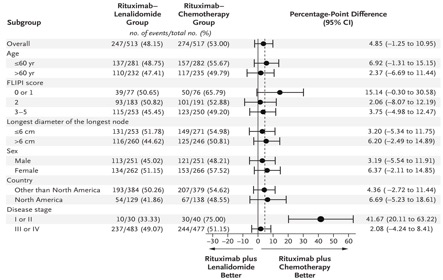 Rituximab– Rituximab–
Lenalidomide Chemotherapy Percentage-Point Difference
Subgroup Group Group (95% CI)
no. of events/total no. (%)
Overall 247/513 (48.15) 274/517 (53.00) 4.85 (−1.25 to 10.95)
Age
≤60 yr 137/281 (48.75) 157/282 (55.67) 6.92 (−1.31 to 15.15)
>60 yr 110/232 (47.41) 117/235 (49.79) 2.37 (−6.69 to 11.44)
FLIPI score
0 or 1 39/77 (50.65) 50/76 (65.79) 15.14 (−0.30 to 30.58)
2 93/183 (50.82) 101/191 (52.88) 2.06 (−8.07 to 12.19)
3–5 115/253 (45.45) 123/250 (49.20) 3.75 (−4.98 to 12.47)
Longest diameter of the longest node
≤6 cm 131/253 (51.78) 149/271 (54.98) 3.20 (−5.34 to 11.75)
>6 cm 116/260 (44.62) 125/246 (50.81) 6.20 (−2.49 to 14.89)
Sex
Male 113/251 (45.02) 121/251 (48.21) 3.19 (−5.54 to 11.91)
Female 134/262 (51.15) 153/266 (57.52) 6.37 (−2.11 to 14.85)
Country
Other than North America 193/384 (50.26) 207/379 (54.62) 4.36 (−2.72 to 11.44)
North America 54/129 (41.86) 67/138 (48.55) 6.69 (−5.23 to 18.61)
Disease stage
I or II 10/30 (33.33) 30/40 (75.00) 41.67 (20.11 to 63.22)
III or IV 237/483 (49.07) 244/477 (51.15) 2.08 (−4.24 to 8.41)
−30 −20 −10 0 10 20 30 40 50 60
Rituximab plus Rituximab plus
Lenalidomide Chemotherapy
Better Better